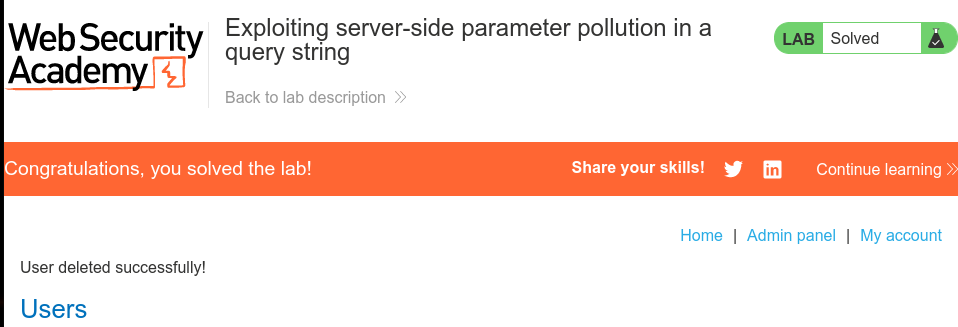 Web Security
Academy
Exploiting server-side parameter pollution in a
query string
Back to lab description
LAB Solved
Congratulations, you solved the lab!
Share your skills!
Continue learning
Home | Admin panel | My account
User deleted successfully!
Users